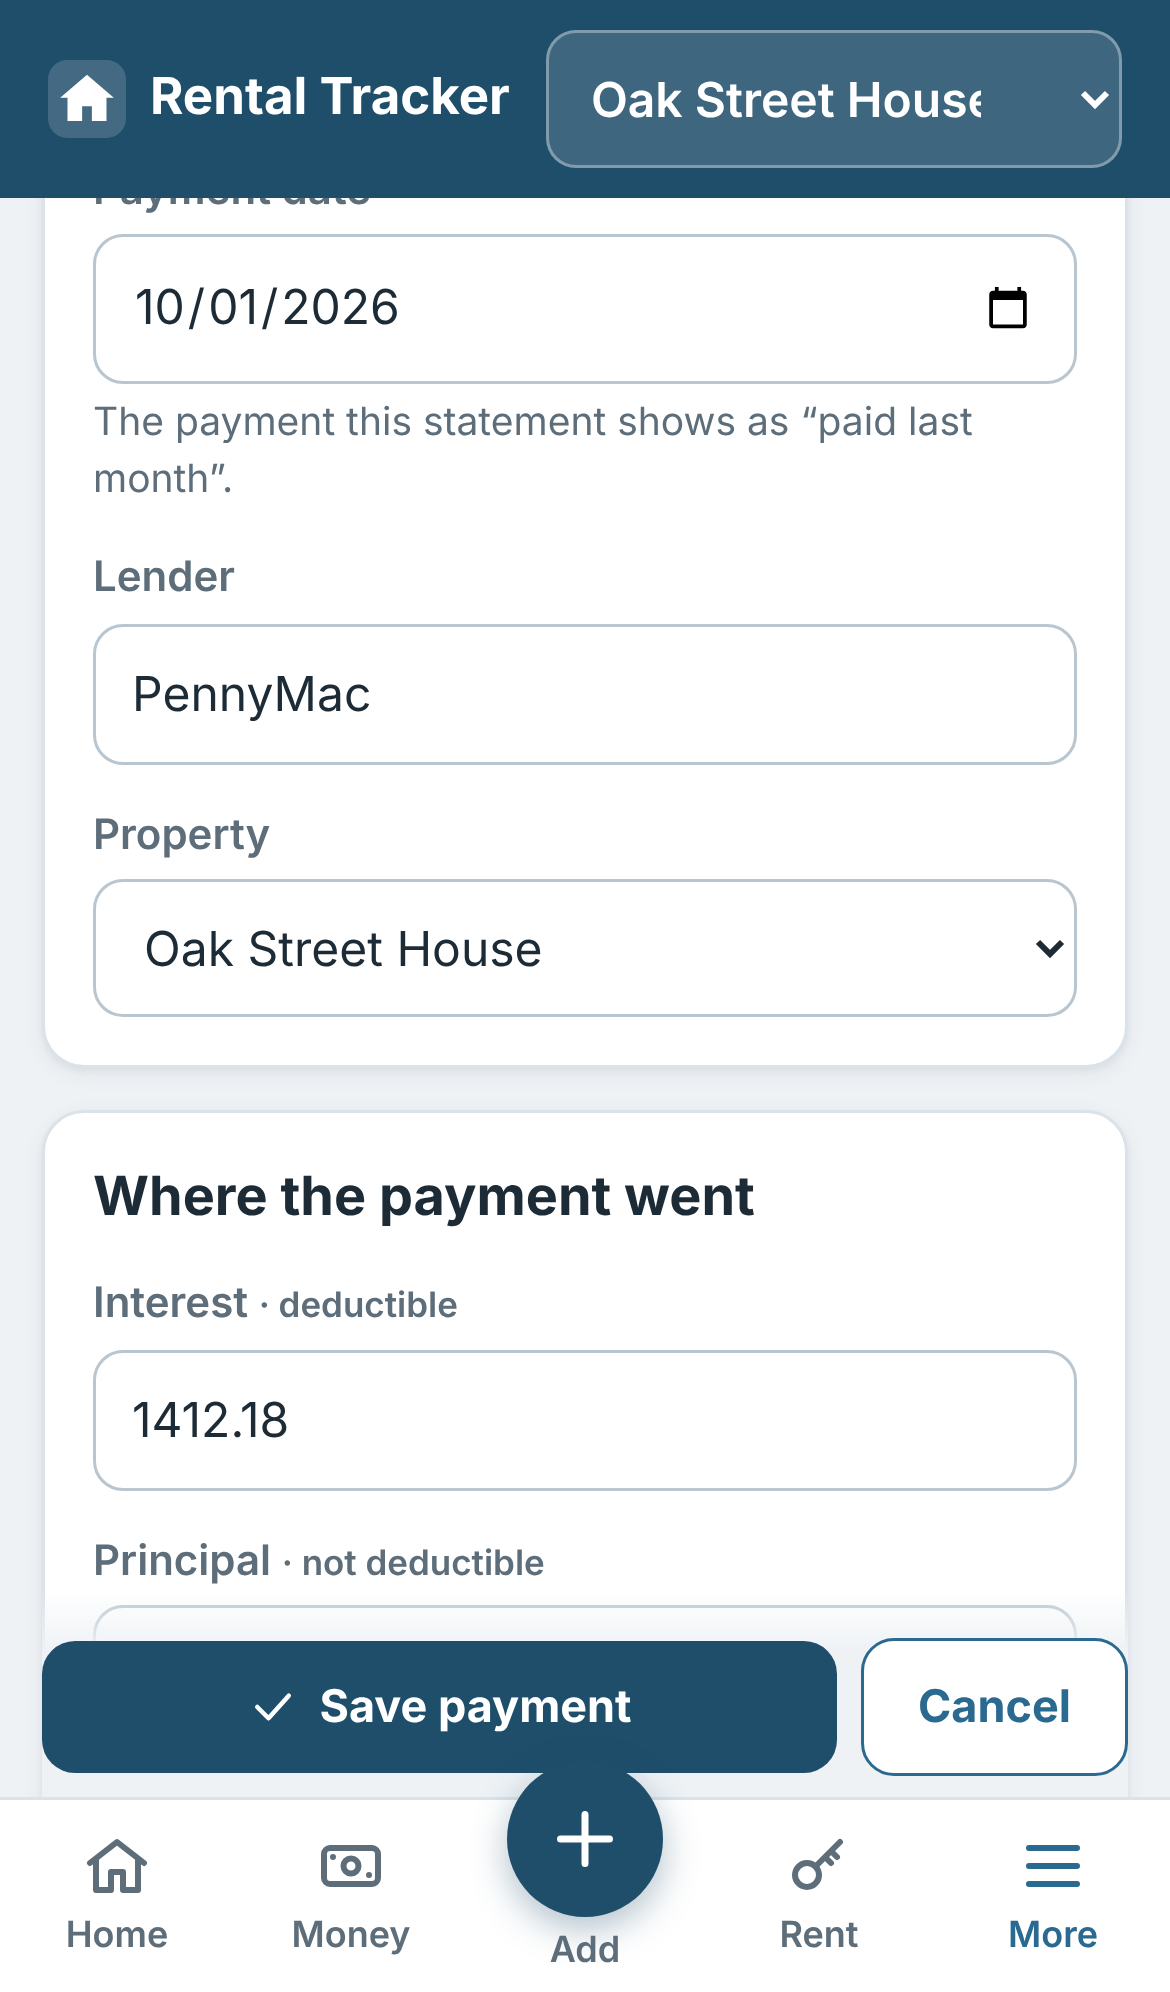 Rental Tracker
Oak Street House
Payment date
10/01/2026
The payment this statement shows as “paid last
month”.
Lender
PennyMac
Property
Oak Street House
Where the payment went
Interest · deductible
1412.18
Principal · not deductible
Save payment
Cancel
Home
Money
Add
Rent
More